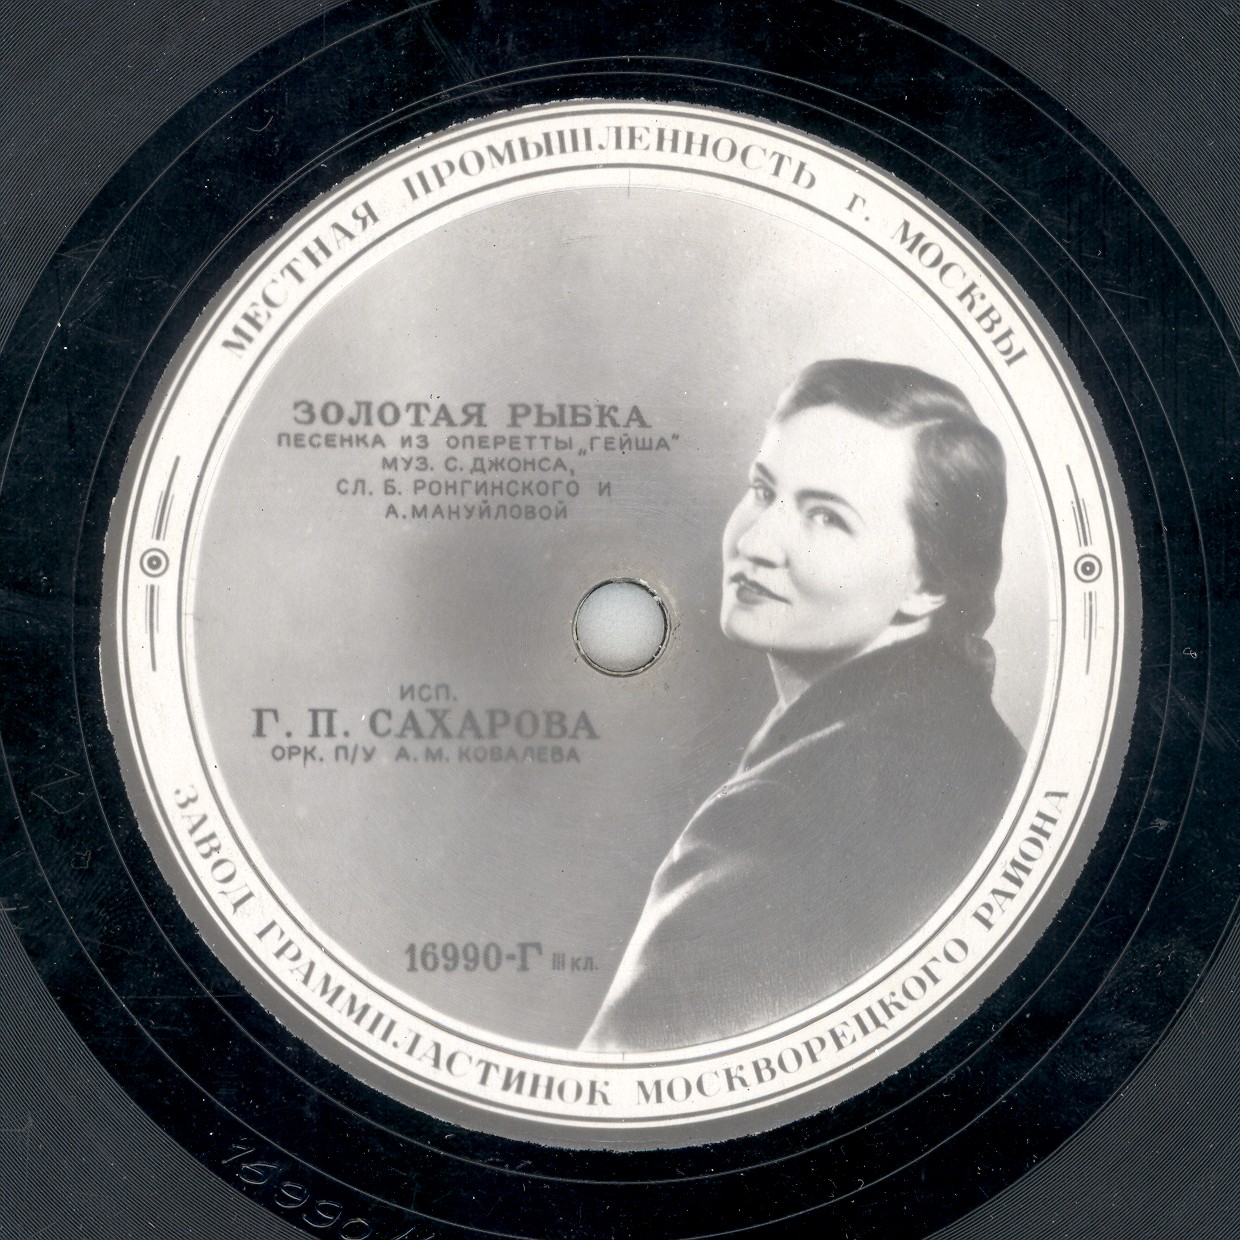 МЕСТНАЯ ПРОМЫШЛЕННОСТЬ г. МОСКВЫ
ЗОЛОТАЯ РЫБКА
ПЕСЕНКА ИЗ ОПЕРЕТТЫ „ГЕЙША"
МУЗ. С. ДЖОНСА,
СЛ. Б. РОНГИНСКОГО И
А. МАНУЙЛОВОЙ
ИСП.
Г. П. САХАРОВА
ОРК. П/У А. М. КОВАЛЕВА
16990-Г III КЛ.
ЗАВОД ГРАММПЛАСТИНОК МОСКВОРЕЦКОГО РАЙОНА
16990